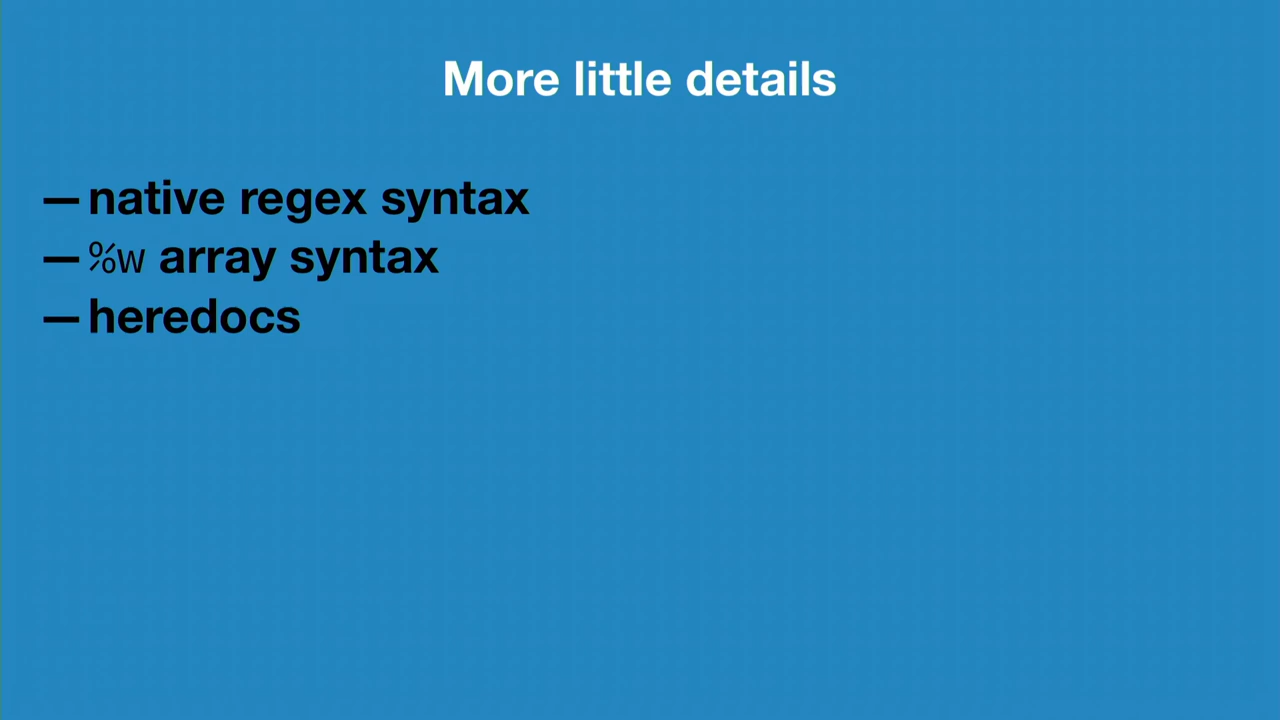 More little details
— native regex syntax
— %w array syntax
— heredocs